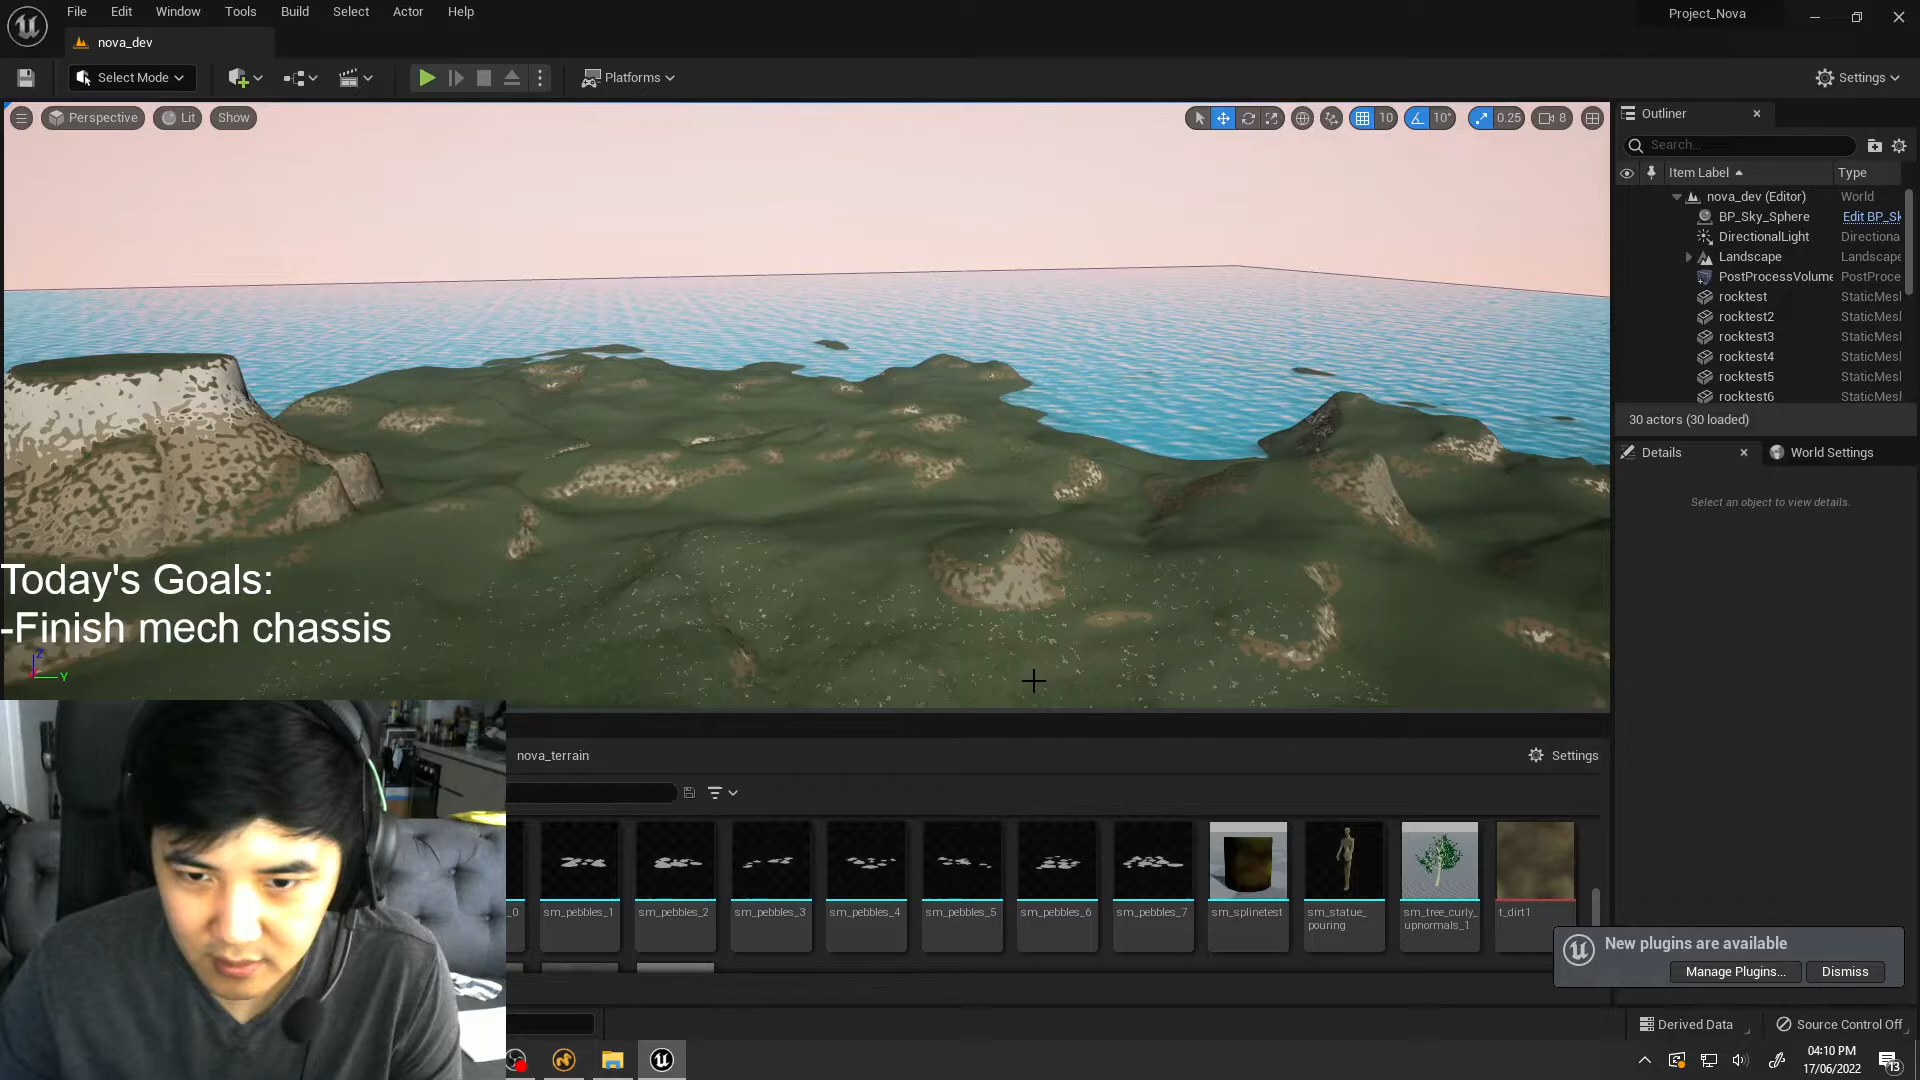 File Edit Window Tools Build Select Actor Help
Project_Nova
nova_dev
Select Mode
Platforms
Settings
Perspective
Lit
Show
10
10°
0.25
8
Outliner
Search...
Item Label
Type
nova_dev (Editor) World
BP_Sky_Sphere Edit BP_Sk
DirectionalLight Directiona
Landscape Landscape
PostProcessVolume PostProce
rocktest StaticMesl
rocktest2 StaticMesl
rocktest3 StaticMesl
rocktest4 StaticMesl
rocktest5 StaticMesl
rocktest6 StaticMesl
30 actors (30 loaded)
Details
World Settings
Select an object to view details.
Today's Goals:
-Finish mech chassis
Z
Y
nova_terrain
Settings
_0
sm_pebbles_1
sm_pebbles_2
sm_pebbles_3
sm_pebbles_4
sm_pebbles_5
sm_pebbles_6
sm_pebbles_7
sm_splinetest
sm_statue_
pouring
sm_tree_curly_
upnormals_1
t_dirt1
New plugins are available
Manage Plugins...
Dismiss
Derived Data
Source Control Off
04:10 PM
17/06/2022
13